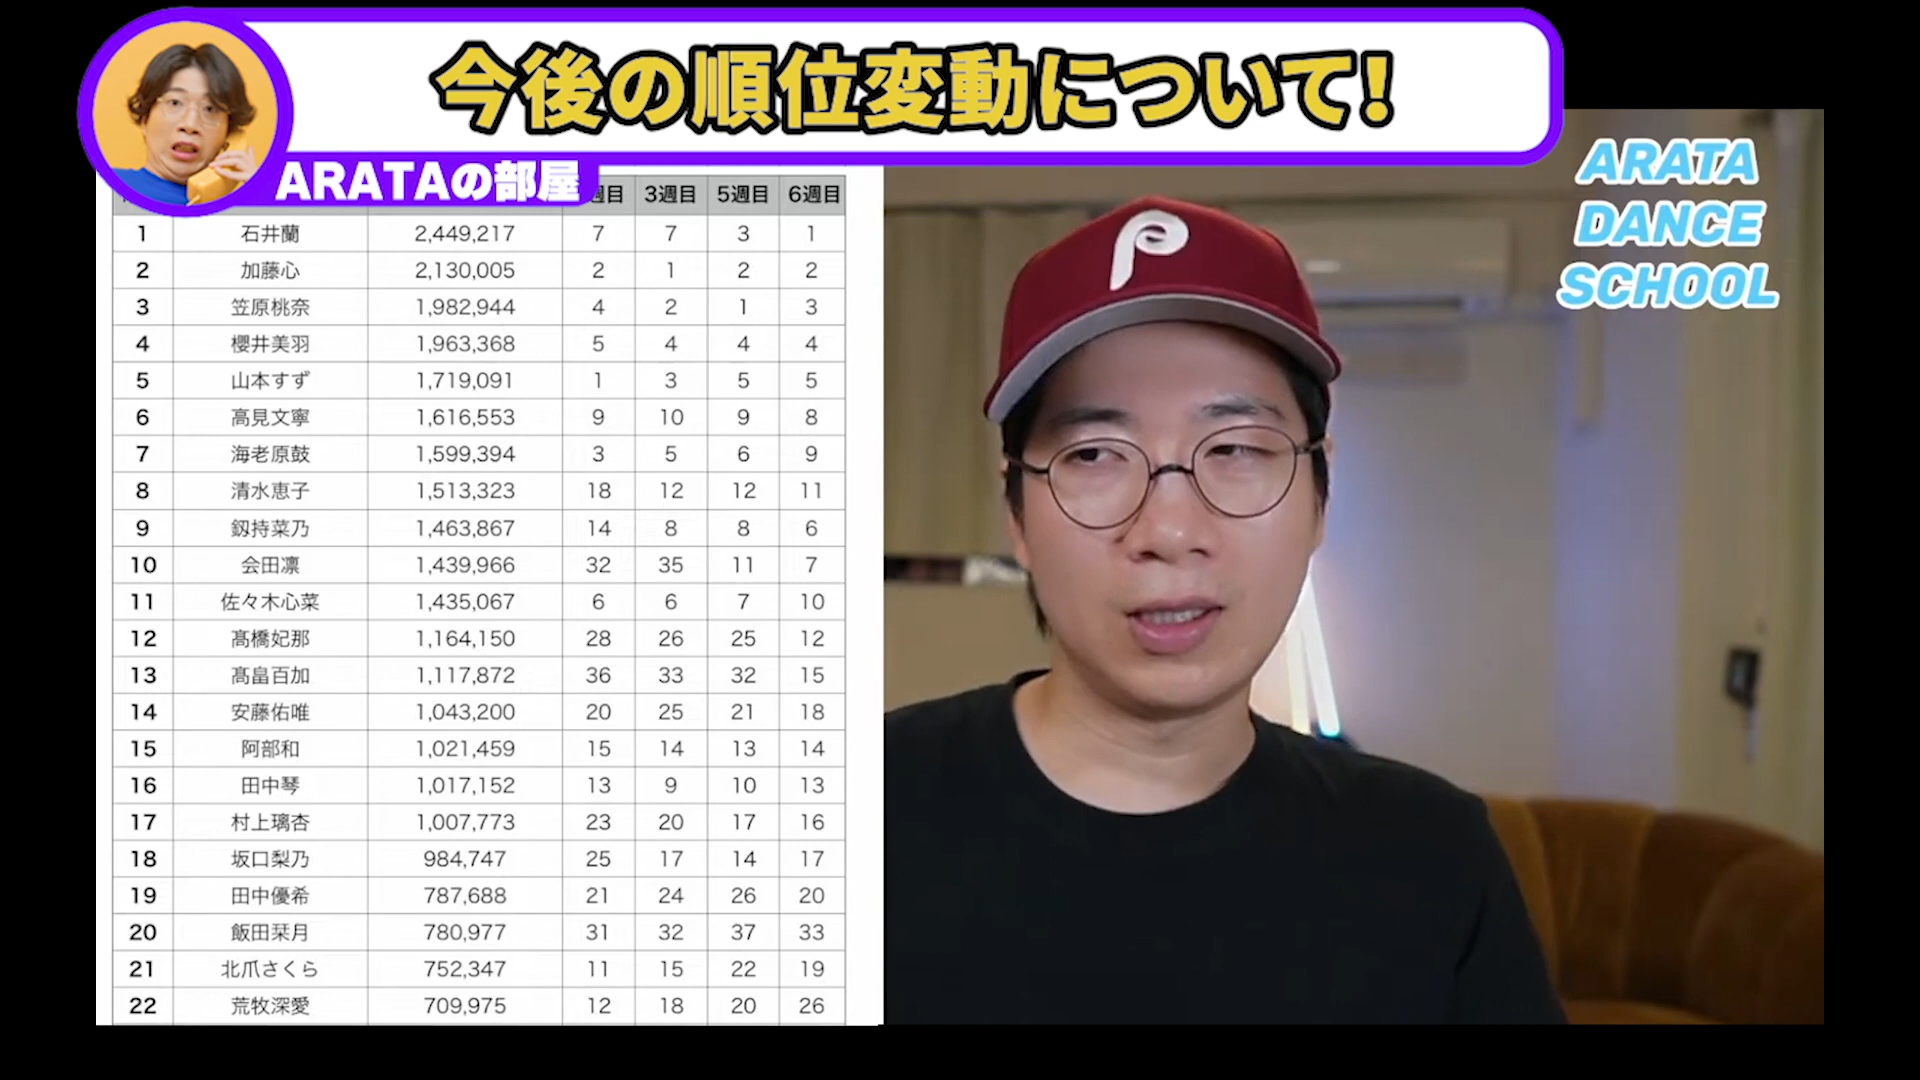 今後の順位変動について!
ARATAの部屋
ARATA
DANCE
SCHOOL
週目 3週目 5週目 6週目
1 石井蘭 2,449,217 7 7 3 1
2 加藤心 2,130,005 2 1 2 2
3 笠原桃奈 1,982,944 4 2 1 3
4 櫻井美羽 1,963,368 5 4 4 4
5 山本すず 1,719,091 1 3 5 5
6 高見文寧 1,616,553 9 10 9 8
7 海老原鼓 1,599,394 3 5 6 9
8 清水恵子 1,513,323 18 12 12 11
9 釼持菜乃 1,463,867 14 8 8 6
10 会田凛 1,439,966 32 35 11 7
11 佐々木心菜 1,435,067 6 6 7 10
12 髙橋妃那 1,164,150 28 26 25 12
13 髙畠百加 1,117,872 36 33 32 15
14 安藤佑唯 1,043,200 20 25 21 18
15 阿部和 1,021,459 15 14 13 14
16 田中琴 1,017,152 13 9 10 13
17 村上璃杏 1,007,773 23 20 17 16
18 坂口梨乃 984,747 25 17 14 17
19 田中優希 787,688 21 24 26 20
20 飯田栞月 780,977 31 32 37 33
21 北爪さくら 752,347 11 15 22 19
22 荒牧深愛 709,975 12 18 20 26